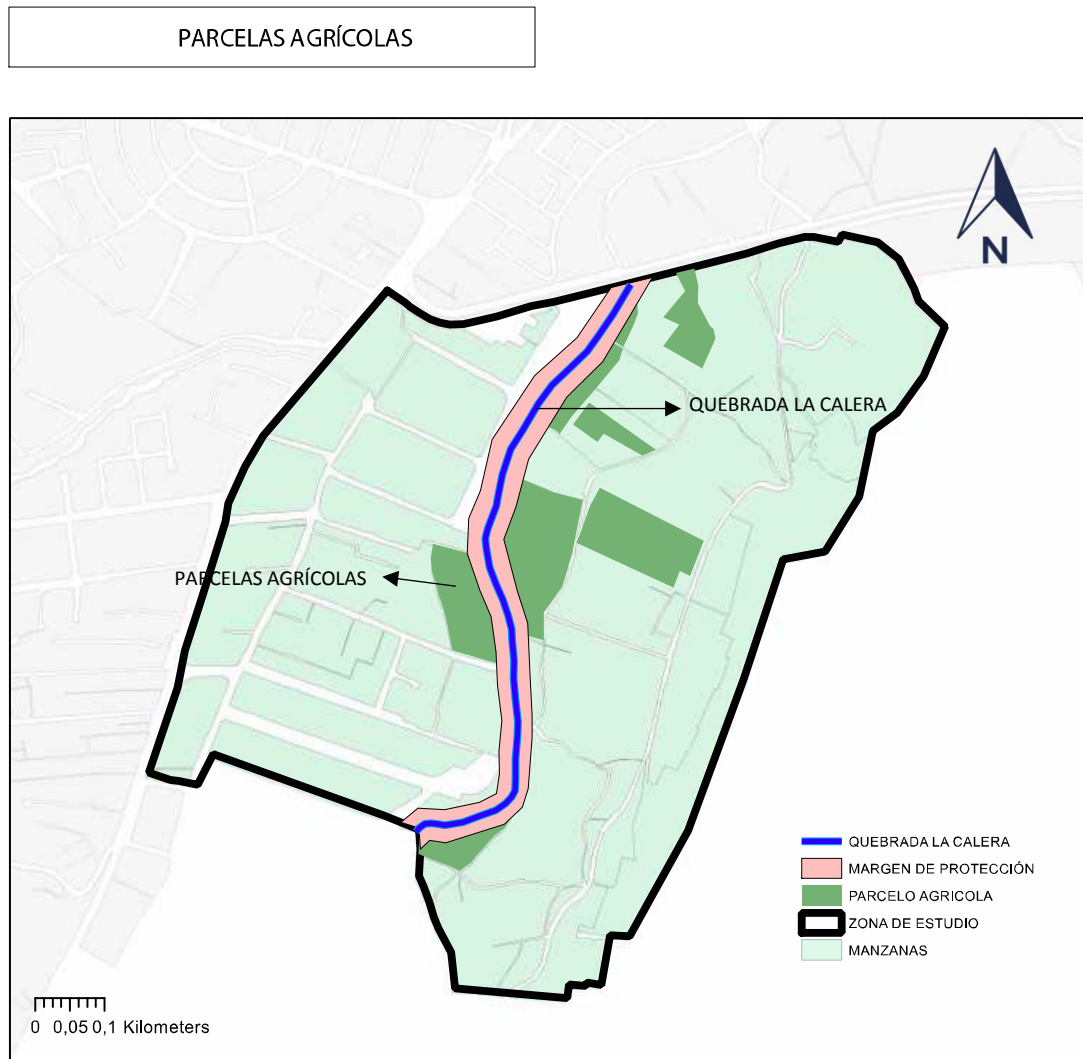 PARCELAS AGRÍCOLAS
N
QUEBRADA LA CALERA
PARCELAS AGRÍCOLAS
QUEBRADA LA CALERA
MARGEN DE PROTECCIÓN
PARCELO AGRICOLA
ZONA DE ESTUDIO
MANZANAS
0 0,05 0,1 Kilometers